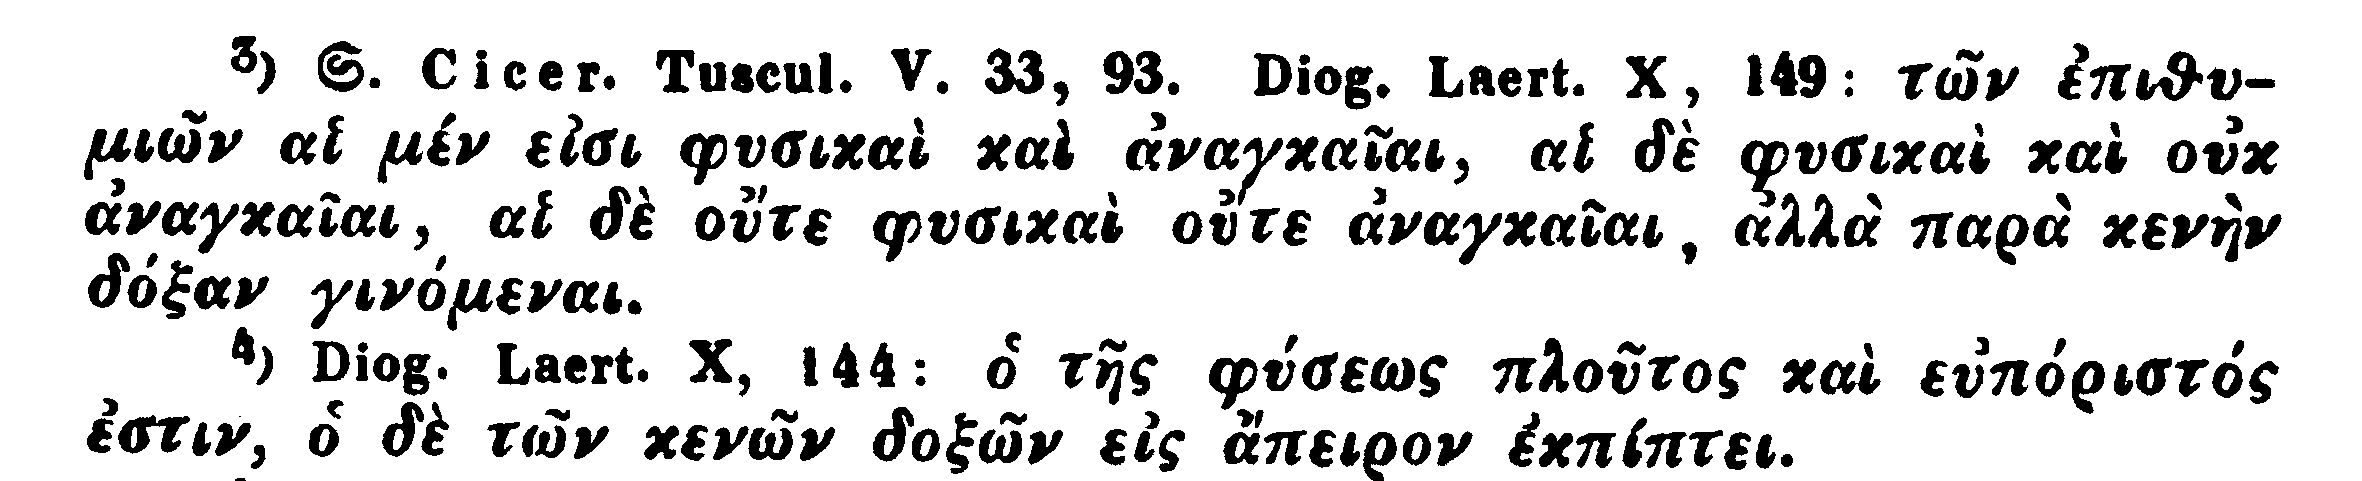 3) S. Cicer. Tuscul. V. 33, 93. Diog. Laert. X, 149: τῶν ἐπιθυ-
μιῶν αἱ μέν εἰσι φυσικαὶ καὶ ἀναγκαῖαι, αἱ δὲ φυσικαὶ καὶ οὐκ
ἀναγκαῖαι, αἱ δὲ οὔτε φυσικαὶ οὔτε ἀναγκαῖαι, ἀλλὰ παρὰ κενὴν
δόξαν γινόμεναι.
4) Diog. Laert. X, 144: ὁ τῆς φύσεως πλοῦτος καὶ εὐπόριστός
ἐστιν, ὁ δὲ τῶν κενῶν δοξῶν εἰς ἄπειρον ἐκπίπτει.